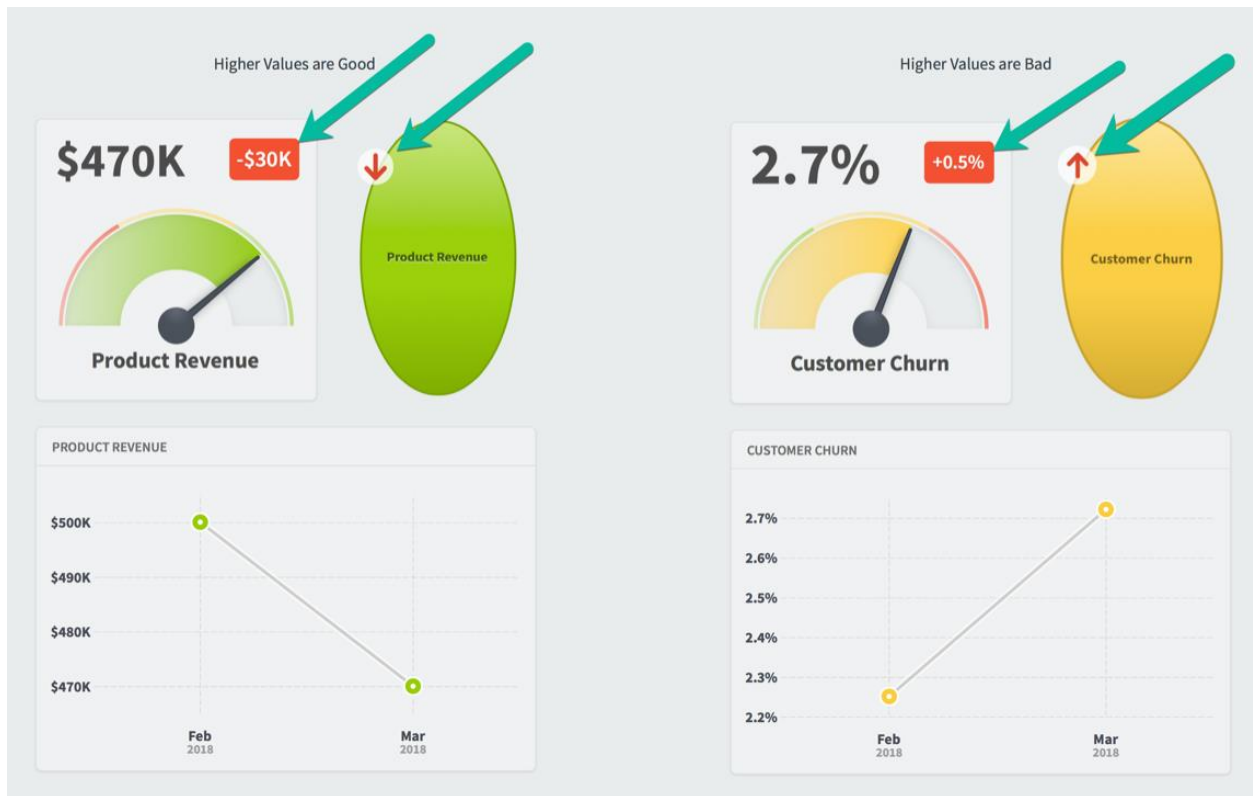 Higher Values are Good
$470K
-$30K
Product Revenue
Product Revenue
PRODUCT REVENUE
$500K
$490K
$480K
$470K
Feb
2018
Mar
2018
Higher Values are Bad
2.7%
+0.5%
Customer Churn
Customer Churn
CUSTOMER CHURN
2.7%
2.6%
2.5%
2.4%
2.3%
2.2%
Feb
2018
Mar
2018